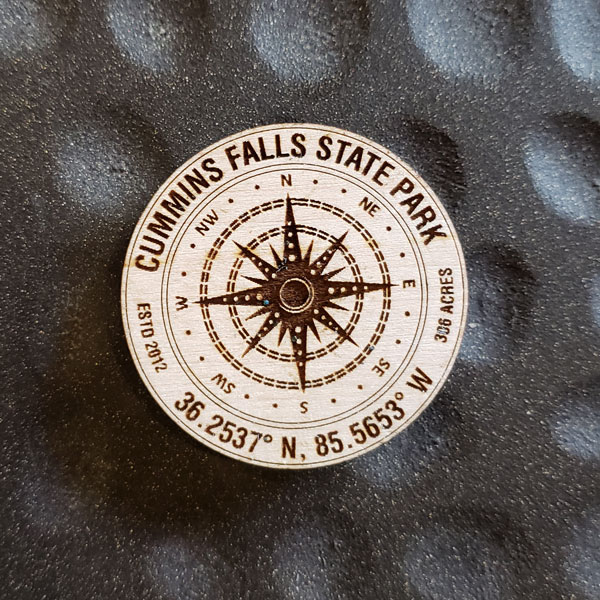 CUMMINS FALLS STATE PARK
N
NW
NE
W
E
ESTD 2012
306 ACRES
SW
SE
S
36.2537° N, 85.5653° W